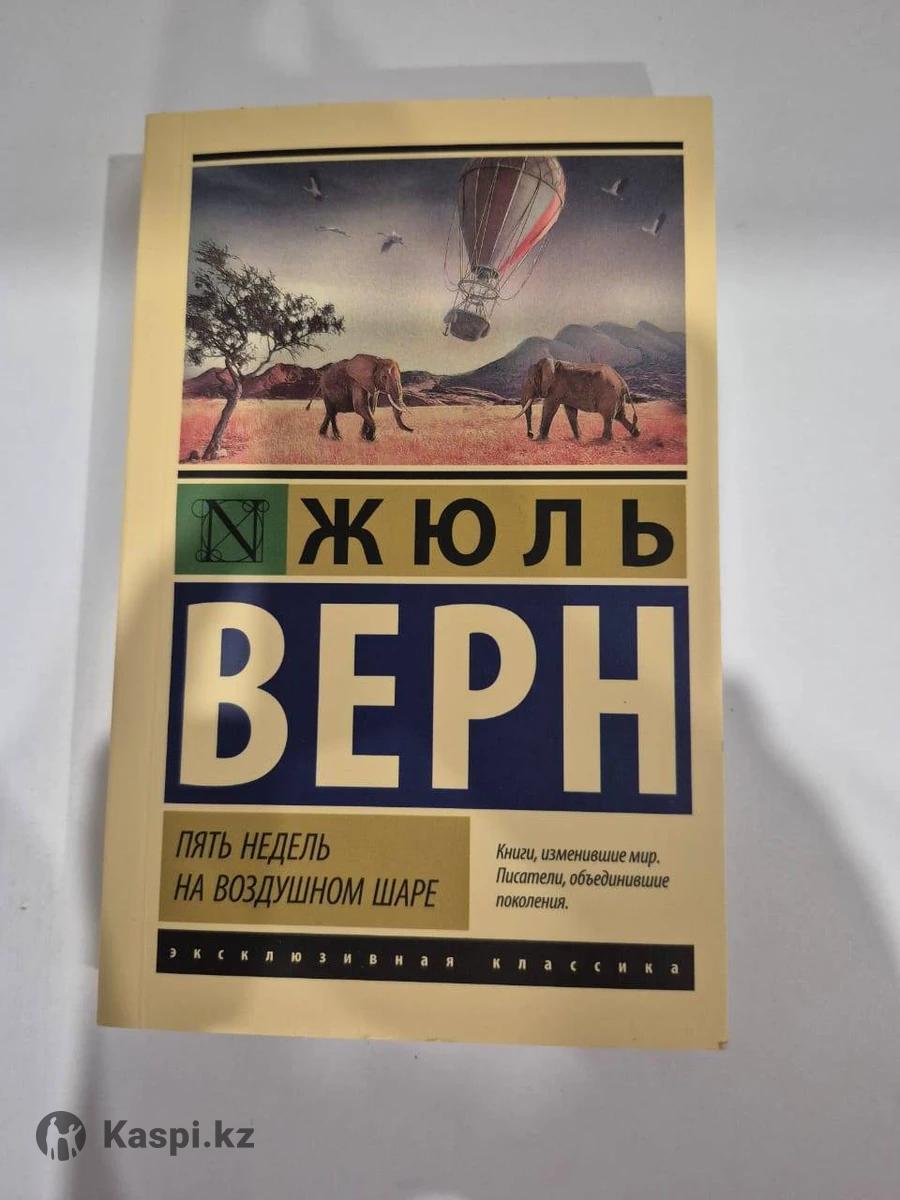 N ЖЮЛЬ
ВЕРН
ПЯТЬ НЕДЕЛЬ
НА ВОЗДУШНОМ ШАРЕ
Книги, изменившие мир.
Писатели, объединившие
поколения.
эксклюзивная классика
Kaspi.kz